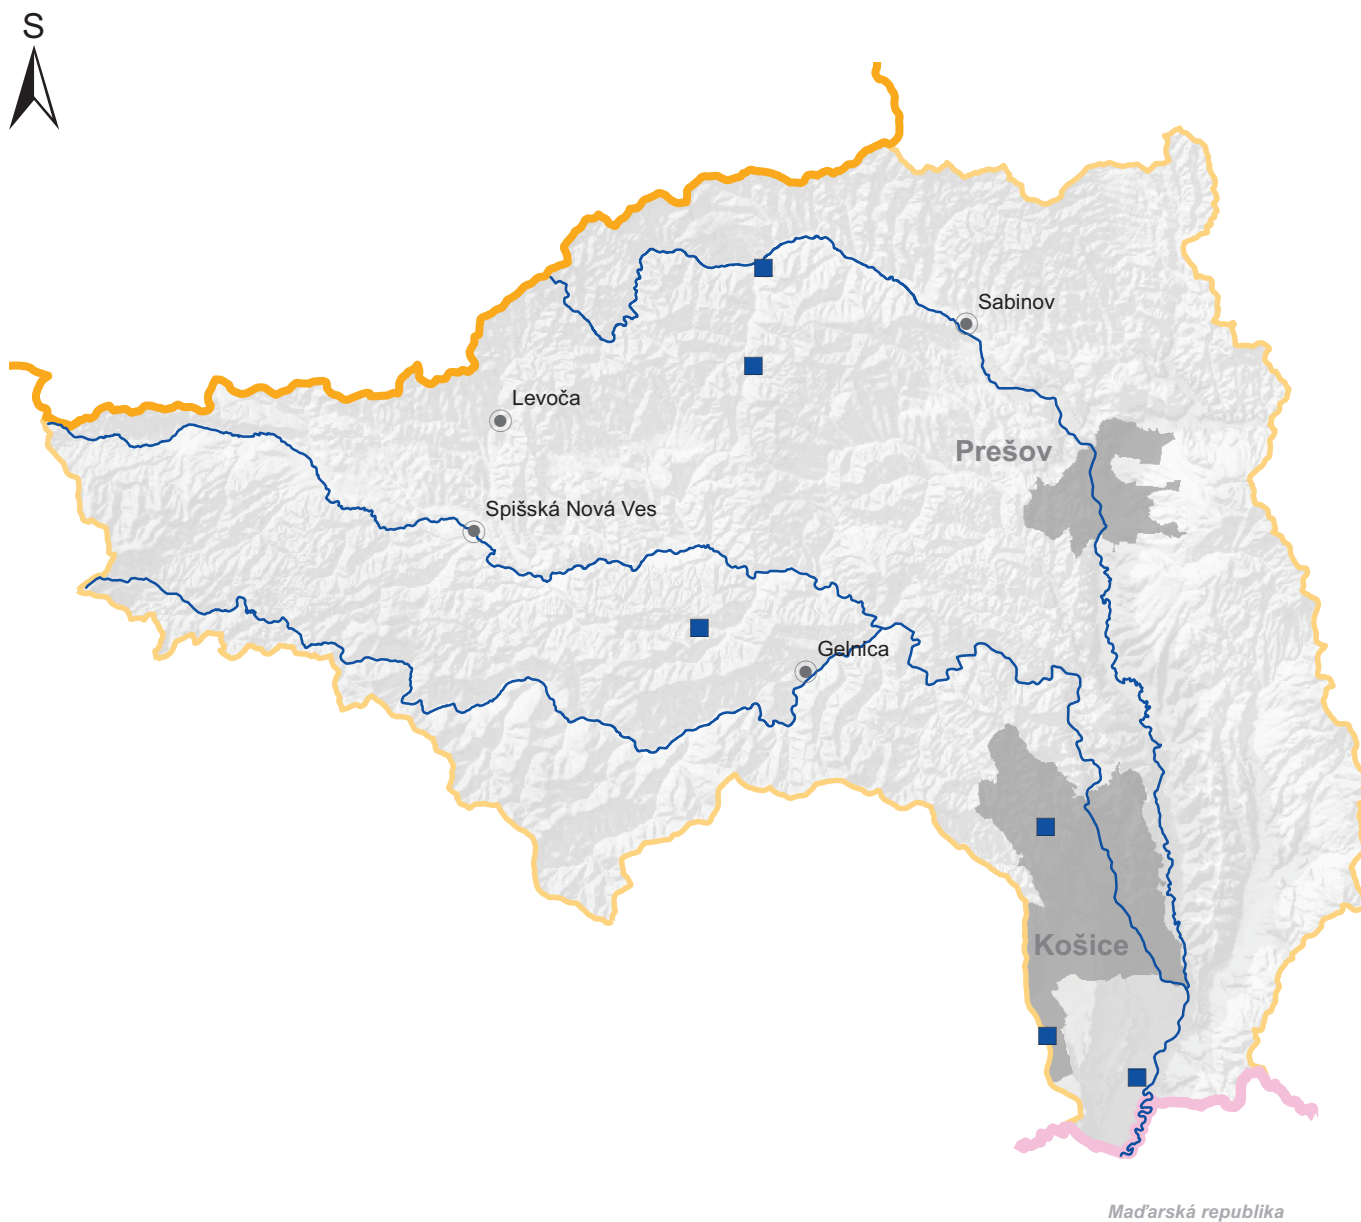 S
Sabinov
Levoča
Prešov
Spišská Nová Ves
Gelnica
Košice
Maďarská republika